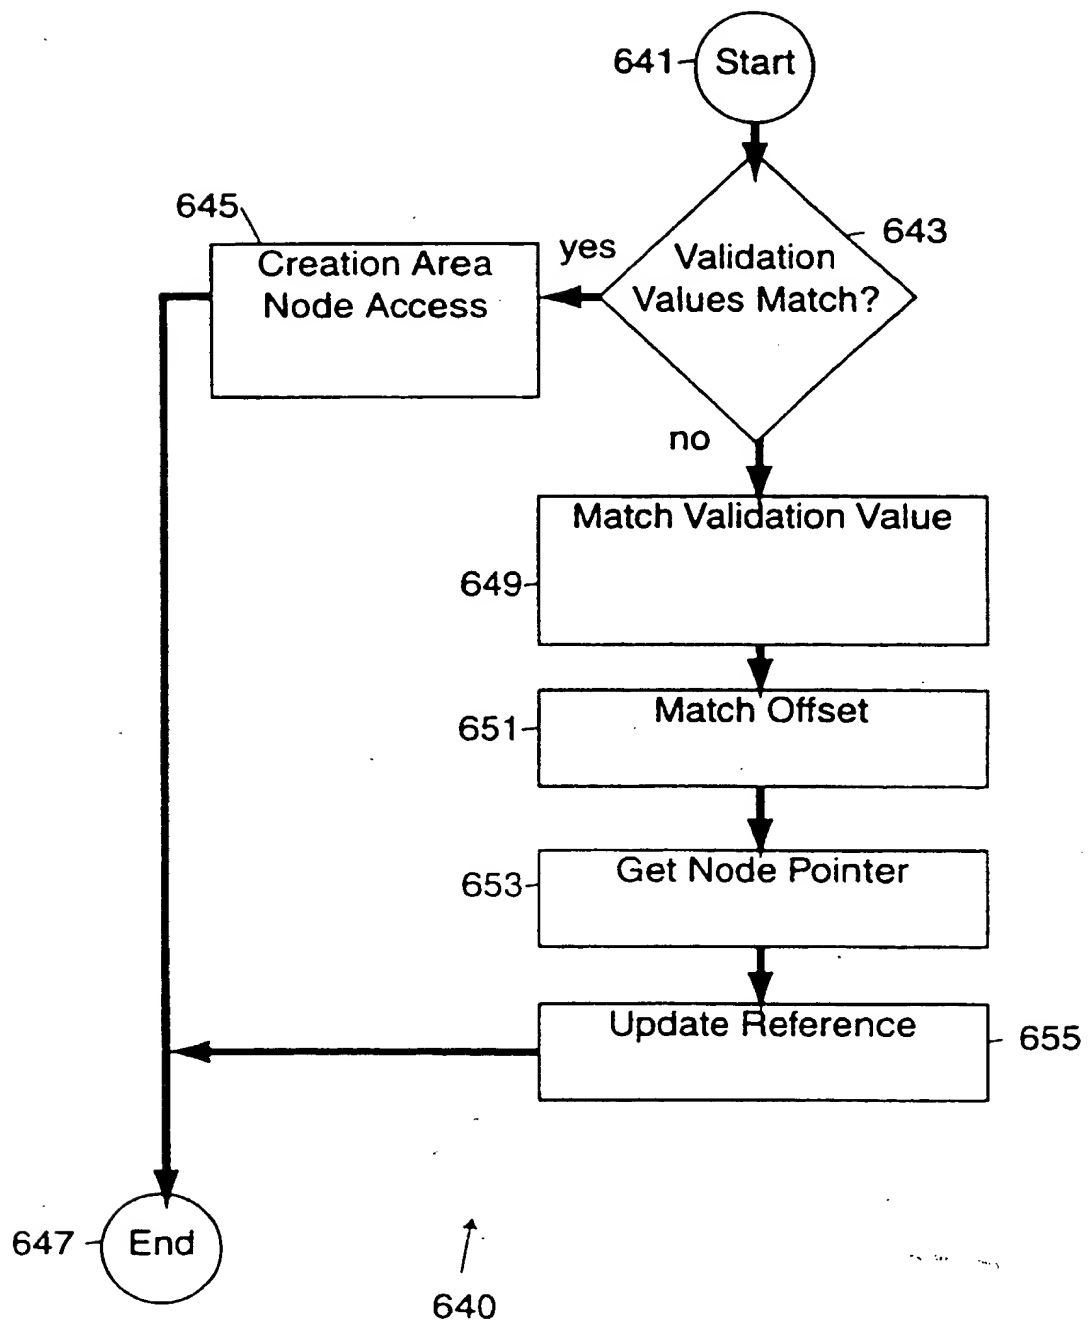 641
Start
645
yes
643
Creation Area
Node Access
Validation
Values Match?
no
Match Validation Value
649
Match Offset
651
Get Node Pointer
653
Update Reference
655
647
End
640